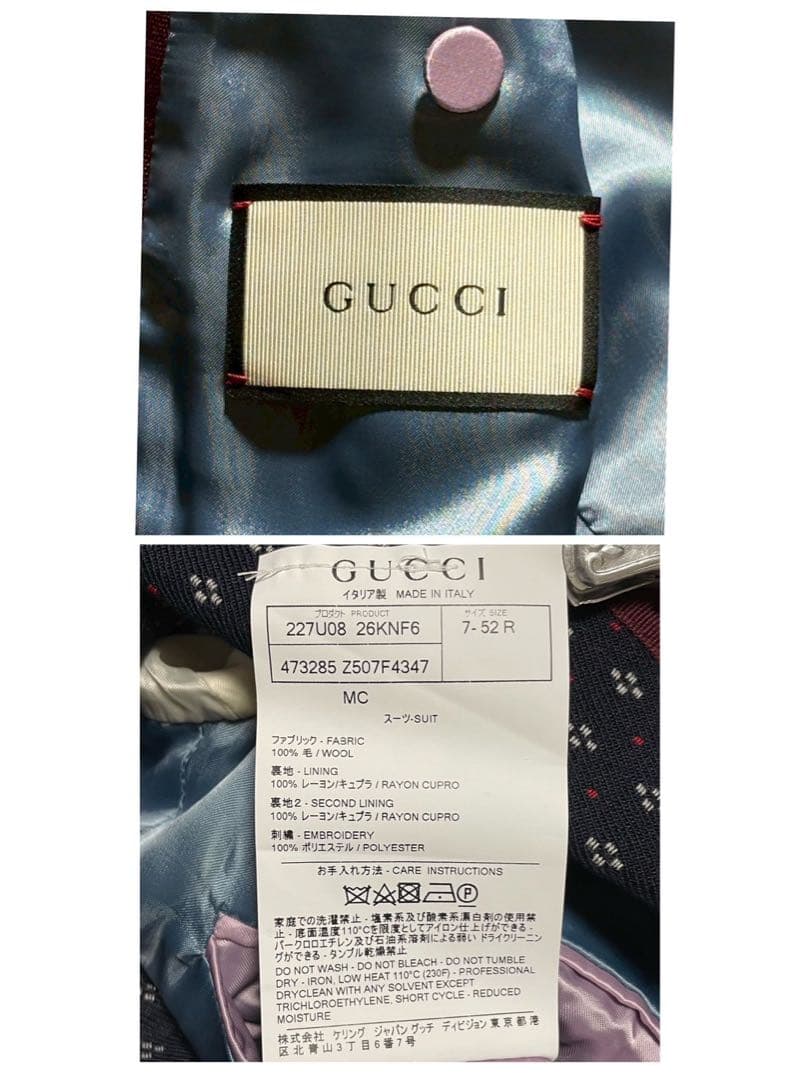 GUCCI
GUCCI
イタリア製 MADE IN ITALY
プロダクト PRODUCT
サイズ SIZE
227U08 26KNF6
7- 52 R
473285 Z507F4347
MC
スーツ-SUIT
ファブリック - FABRIC
100% 毛 / WOOL
裏地 - LINING
100% レーヨン/キュプラ / RAYON CUPRO
裏地2 - SECOND LINING
100% レーヨン/キュプラ / RAYON CUPRO
刺繍 - EMBROIDERY
100% ポリエステル / POLYESTER
お手入れ方法 - CARE INSTRUCTIONS
P
家庭での洗濯禁止 - 塩素系及び酸素系漂白剤の使用禁
止 - 底面温度110°Cを限度としてアイロン仕上げができる -
パークロロエチレン及び石油系溶剤による弱い ドライクリーニン
グができる - タンブル乾燥禁止
DO NOT WASH - DO NOT BLEACH - DO NOT TUMBLE
DRY - IRON, LOW HEAT 110°C (230F) - PROFESSIONAL
DRYCLEAN WITH ANY SOLVENT EXCEPT
TRICHLOROETHYLENE, SHORT CYCLE - REDUCED
MOISTURE
株式会社 ケリング ジャパン グッチ ディビジョン 東京都港
区北青山3丁目6番7号